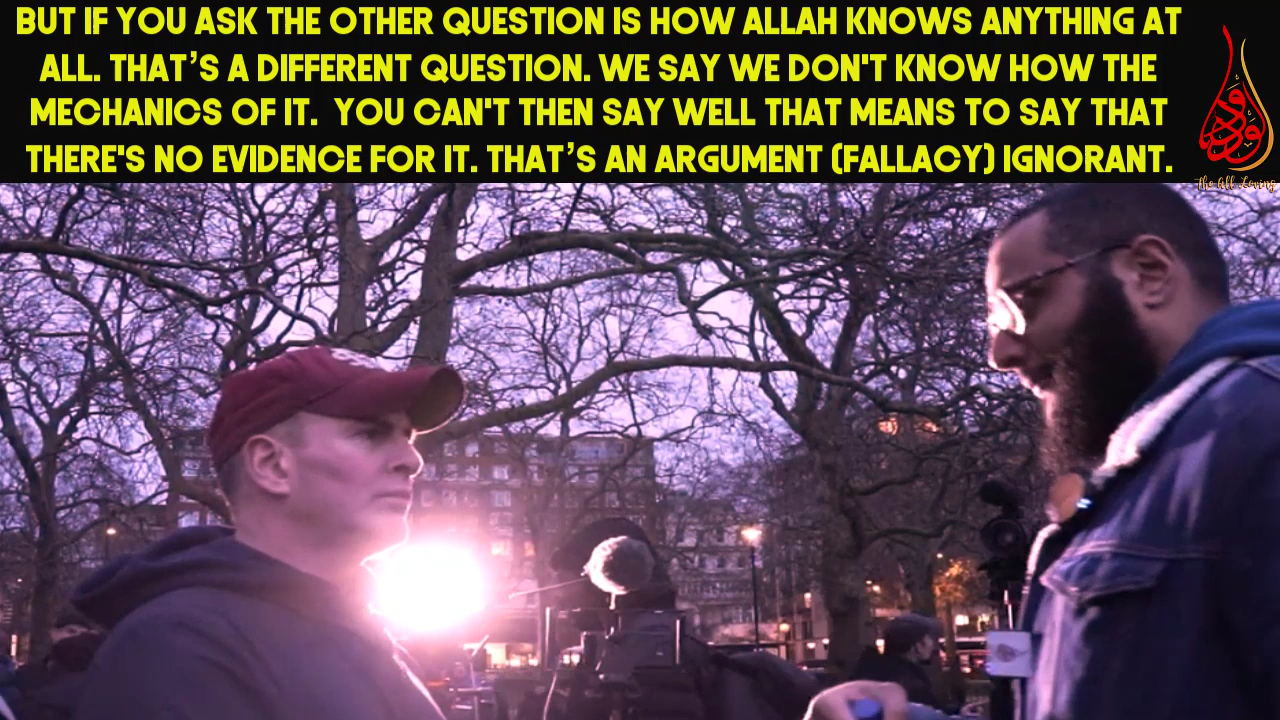 BUT IF YOU ASK THE OTHER QUESTION IS HOW ALLAH KNOWS ANYTHING AT
ALL. THAT’S A DIFFERENT QUESTION. WE SAY WE DON'T KNOW HOW THE
MECHANICS OF IT. YOU CAN'T THEN SAY WELL THAT MEANS TO SAY THAT
THERE'S NO EVIDENCE FOR IT. THAT’S AN ARGUMENT (FALLACY) IGNORANT.
The All Loving